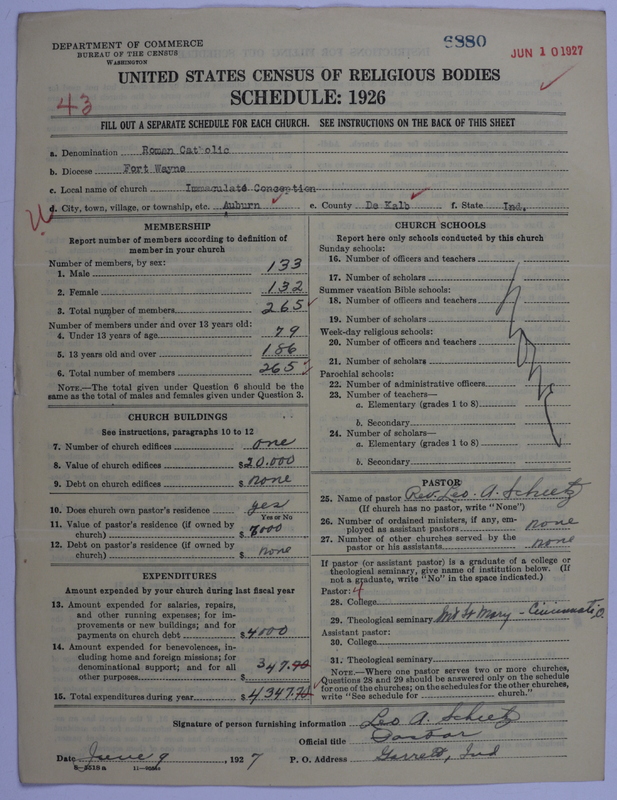 DEPARTMENT OF COMMERCE
BUREAU OF THE CENSUS
WASHINGTON
6880
JUN 10 1927
UNITED STATES CENSUS OF RELIGIOUS BODIES
SCHEDULE: 1926
43
FILL OUT A SEPARATE SCHEDULE FOR EACH CHURCH. SEE INSTRUCTIONS ON THE BACK OF THIS SHEET
a. Denomination Roman Catholic
b. Diocese Fort Wayne
c. Local name of church Immaculate Conception
d. City, town, village, or township, etc. Auburn e. County De Kalb f. State Ind.
MEMBERSHIP
Report number of members according to definition of
member in your church
Number of members, by sex:
1. Male 133
2. Female 132
3. Total number of members 265
Number of members under and over 13 years old:
4. Under 13 years of age 79
5. 13 years old and over 186
6. Total number of members 265
NOTE.—The total given under Question 6 should be the
same as the total of males and females given under Question 3.
CHURCH BUILDINGS
See instructions, paragraphs 10 to 12
7. Number of church edifices one
8. Value of church edifices $20.000
9. Debt on church edifices $ none
10. Does church own pastor's residence yes
Yes or No
11. Value of pastor's residence (if owned by
church) $ 7000
12. Debt on pastor's residence (if owned by
church) $ none
EXPENDITURES
Amount expended by your church during last fiscal year
13. Amount expended for salaries, repairs,
and other running expenses; for im-
provements or new buildings; and for
payments on church debt $4000
14. Amount expended for benevolences, in-
cluding home and foreign missions; for
denominational support; and for all
other purposes $ 347.
15. Total expenditures during year $4347.
CHURCH SCHOOLS
Report here only schools conducted by this church
Sunday schools:
16. Number of officers and teachers
17. Number of scholars
Summer vacation Bible schools:
18. Number of officers and teachers
19. Number of scholars
Week-day religious schools:
20. Number of officers and teachers
21. Number of scholars
Parochial schools:
22. Number of administrative officers
23. Number of teachers—
a. Elementary (grades 1 to 8)
b. Secondary
24. Number of scholars—
a. Elementary (grades 1 to 8)
b. Secondary
none
PASTOR
25. Name of pastor Rev. Leo. A. Scheetz
(If church has no pastor, write "None")
26. Number of ordained ministers, if any, em-
ployed as assistant pastors none
27. Number of other churches served by the
pastor or his assistants none
If pastor (or assistant pastor) is a graduate of a college or
theological seminary, give name of institution below. (If
not a graduate, write "No" in the space indicated.)
Pastor: 4
28. College
29. Theological seminary Mt St Mary - Cincinnati O.
Assistant pastor:
30. College
31. Theological seminary
NOTE.—Where one pastor serves two or more churches,
Questions 28 and 29 should be answered only on the schedule
for one of the churches; on the schedules for the other churches,
write "See schedule for church."
Signature of person furnishing information Leo A. Scheetz
Official title Pastor
Date June 9, 1927 P. O. Address Garrett, Ind
8-2518a